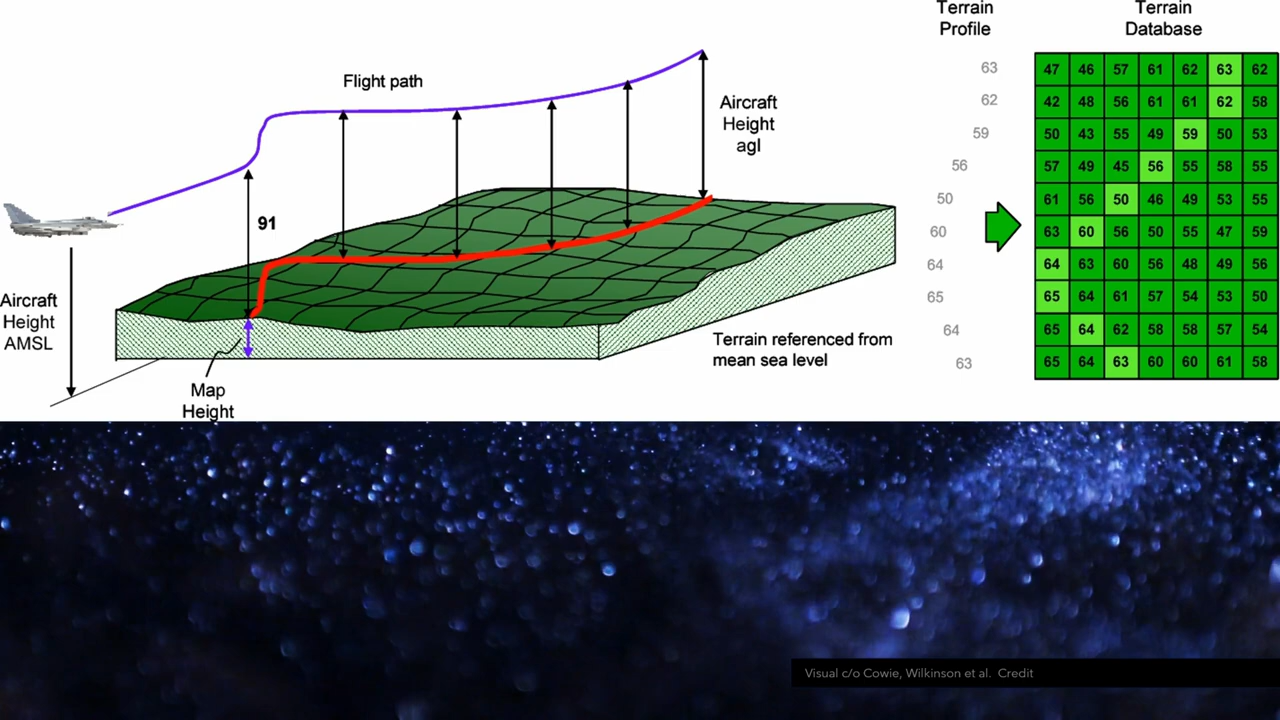 Terrain
Profile
Terrain
Database
Flight path
Aircraft
Height
agl
91
Aircraft
Height
AMSL
Map
Height
Terrain referenced from
mean sea level
63
62
59
56
50
60
64
65
64
63
47 46 57 61 62 63 62
42 48 56 61 61 62 58
50 43 55 49 59 50 53
57 49 45 56 55 58 55
61 56 50 46 49 53 55
63 60 56 50 55 47 59
64 63 60 56 48 49 56
65 64 61 57 54 53 50
65 64 62 58 58 57 54
65 64 63 60 60 61 58
Visual c/o Cowie, Wilkinson et al. Credit